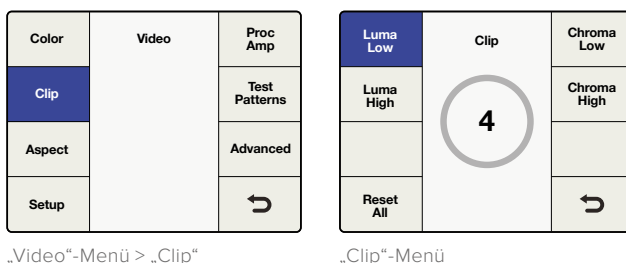 Color
Video
Proc
Amp
Clip
Test
Patterns
Aspect
Advanced
Setup
„Video“-Menü > „Clip“
Luma
Low
Clip
Chroma
Low
Luma
High
4
Chroma
High
Reset
All
„Clip“-Menü